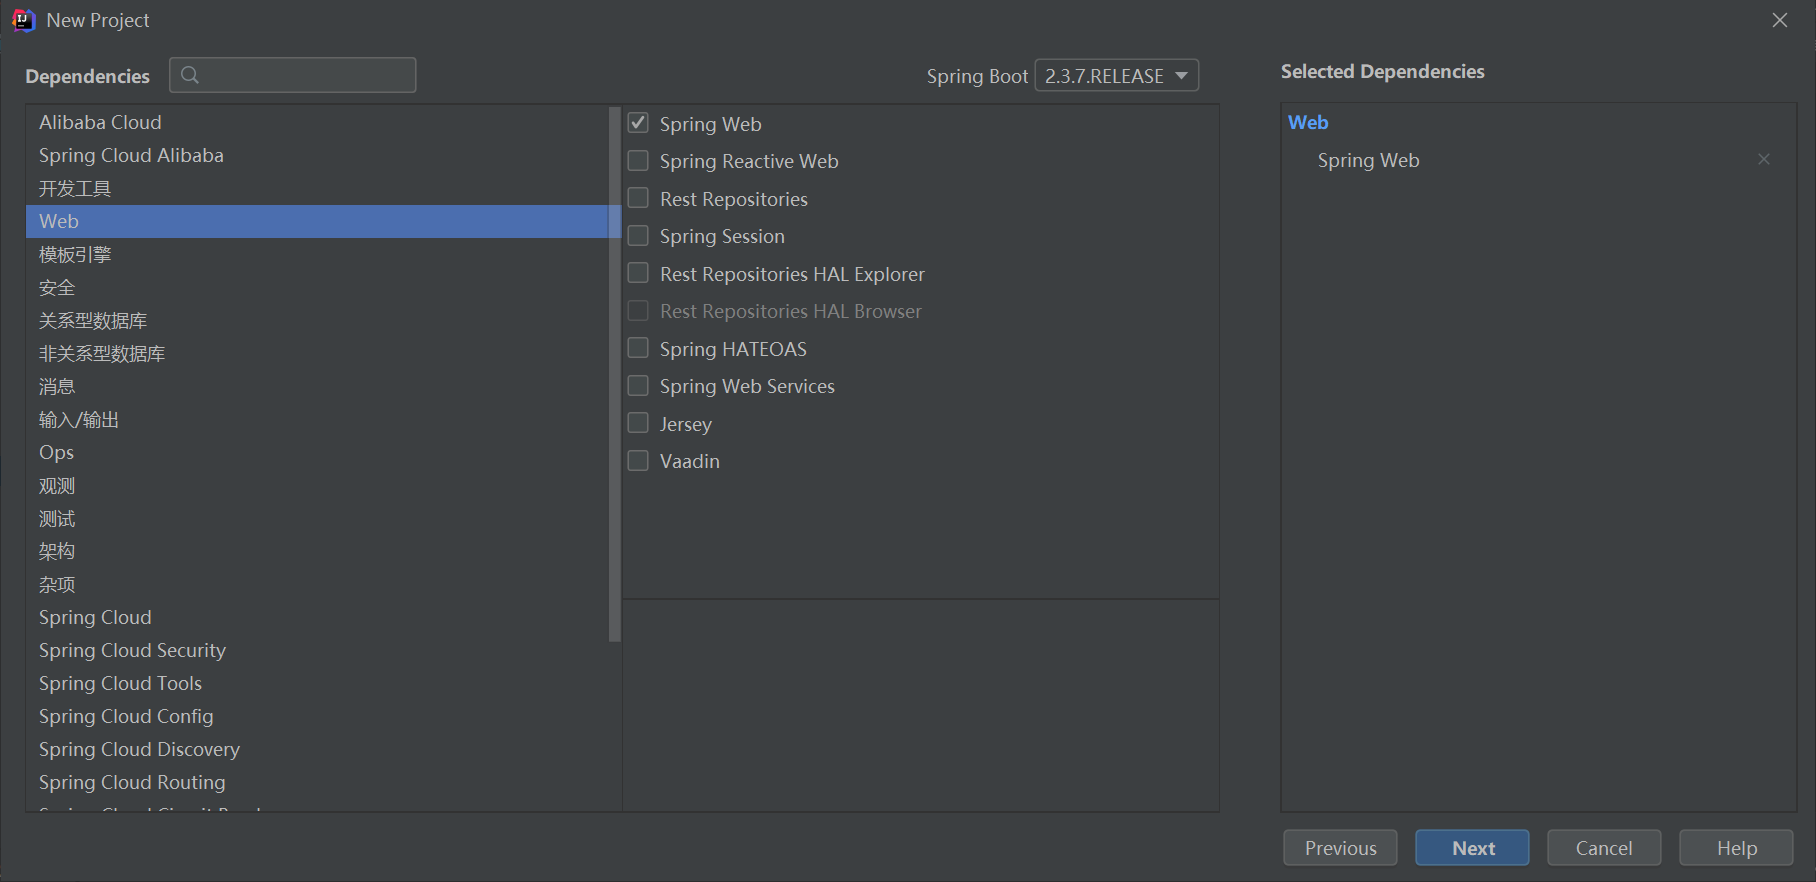 New Project
Dependencies
Spring Boot 2.3.7.RELEASE
Selected Dependencies
Alibaba Cloud
Spring Cloud Alibaba
开发工具
Web
模板引擎
安全
关系型数据库
非关系型数据库
消息
输入/输出
Ops
观测
测试
架构
杂项
Spring Cloud
Spring Cloud Security
Spring Cloud Tools
Spring Cloud Config
Spring Cloud Discovery
Spring Cloud Routing
Spring Web
Spring Reactive Web
Rest Repositories
Spring Session
Rest Repositories HAL Explorer
Rest Repositories HAL Browser
Spring HATEOAS
Spring Web Services
Jersey
Vaadin
Web
Spring Web
Previous
Next
Cancel
Help